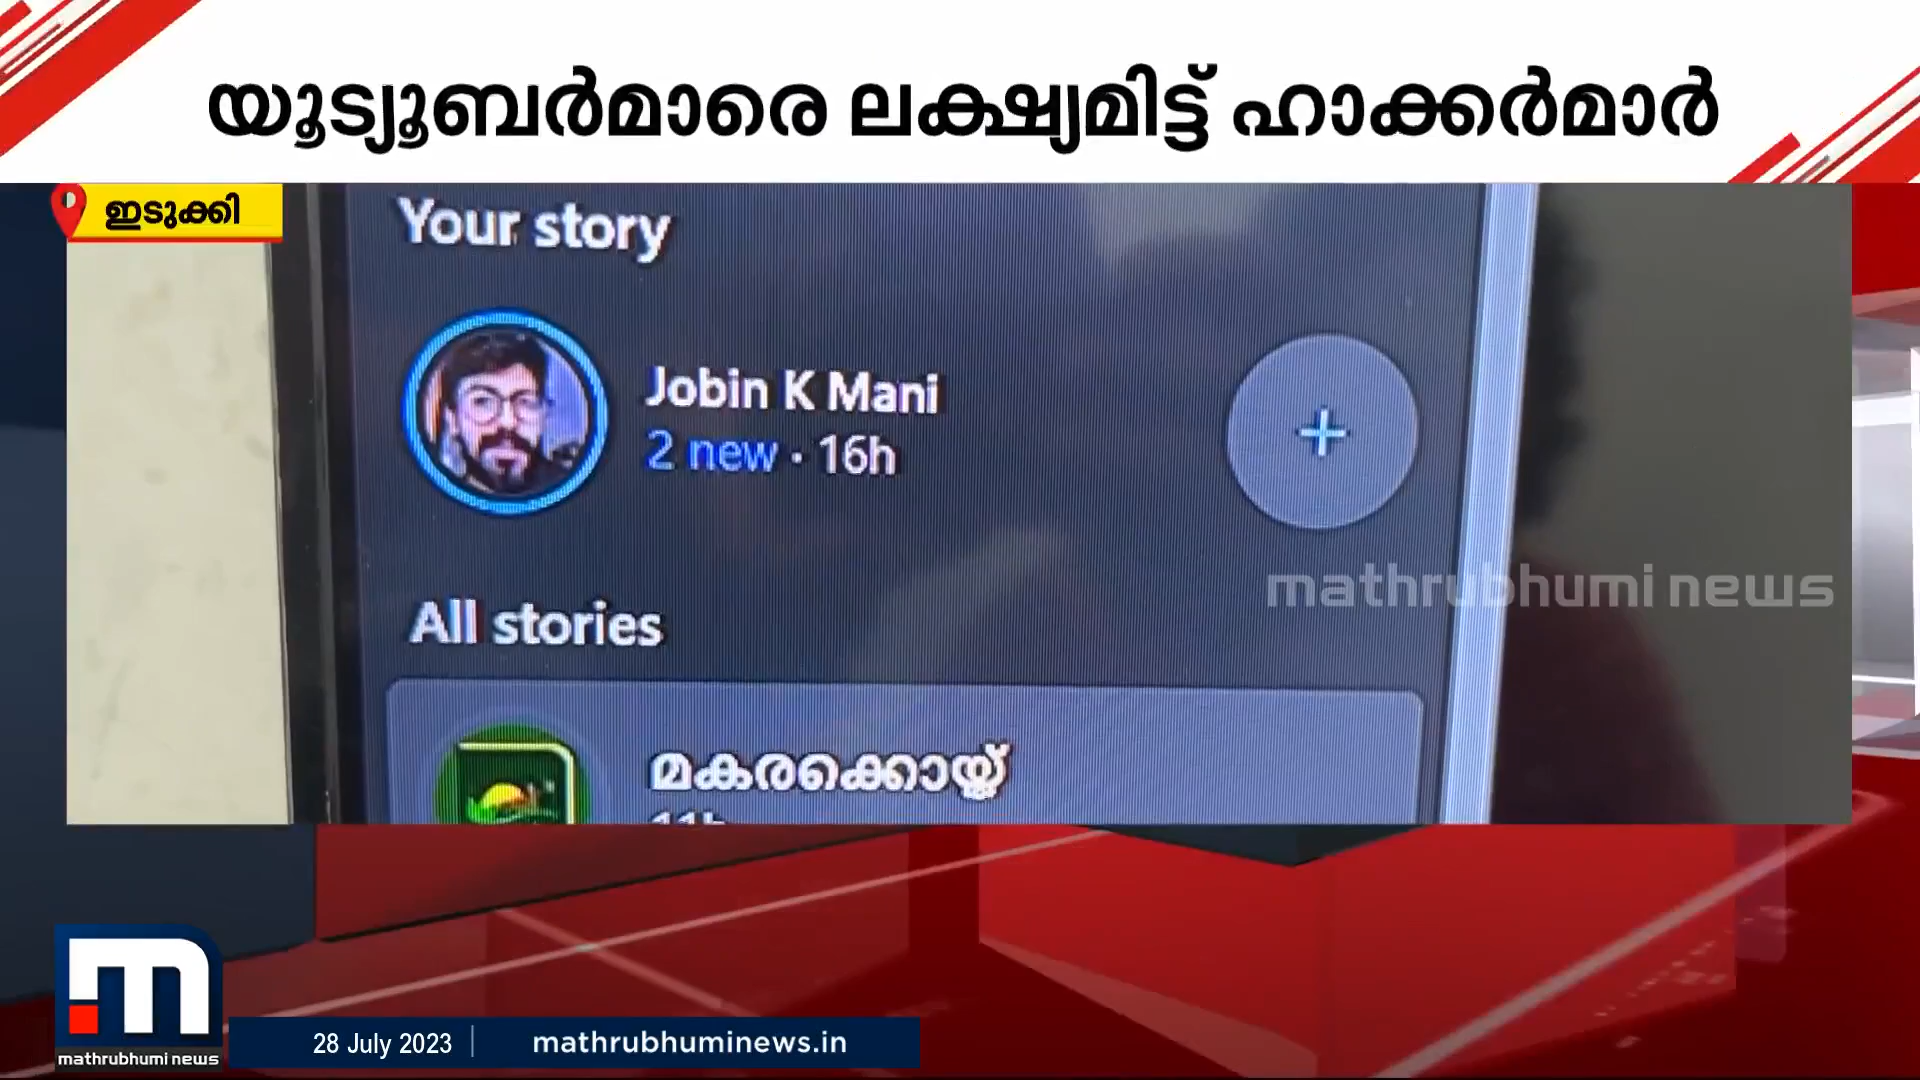 യൂട്യൂബർമാരെ ലക്ഷ്യമിട്ട് ഹാക്കർമാർ
ഇടുക്കി
Your story
Jobin K Mani
2 new · 16h
+
mathrubhumi news
All stories
മകരക്കൊയ്ത്ത്
11h
mathrubhumi news
28 July 2023
mathrubhuminews.in